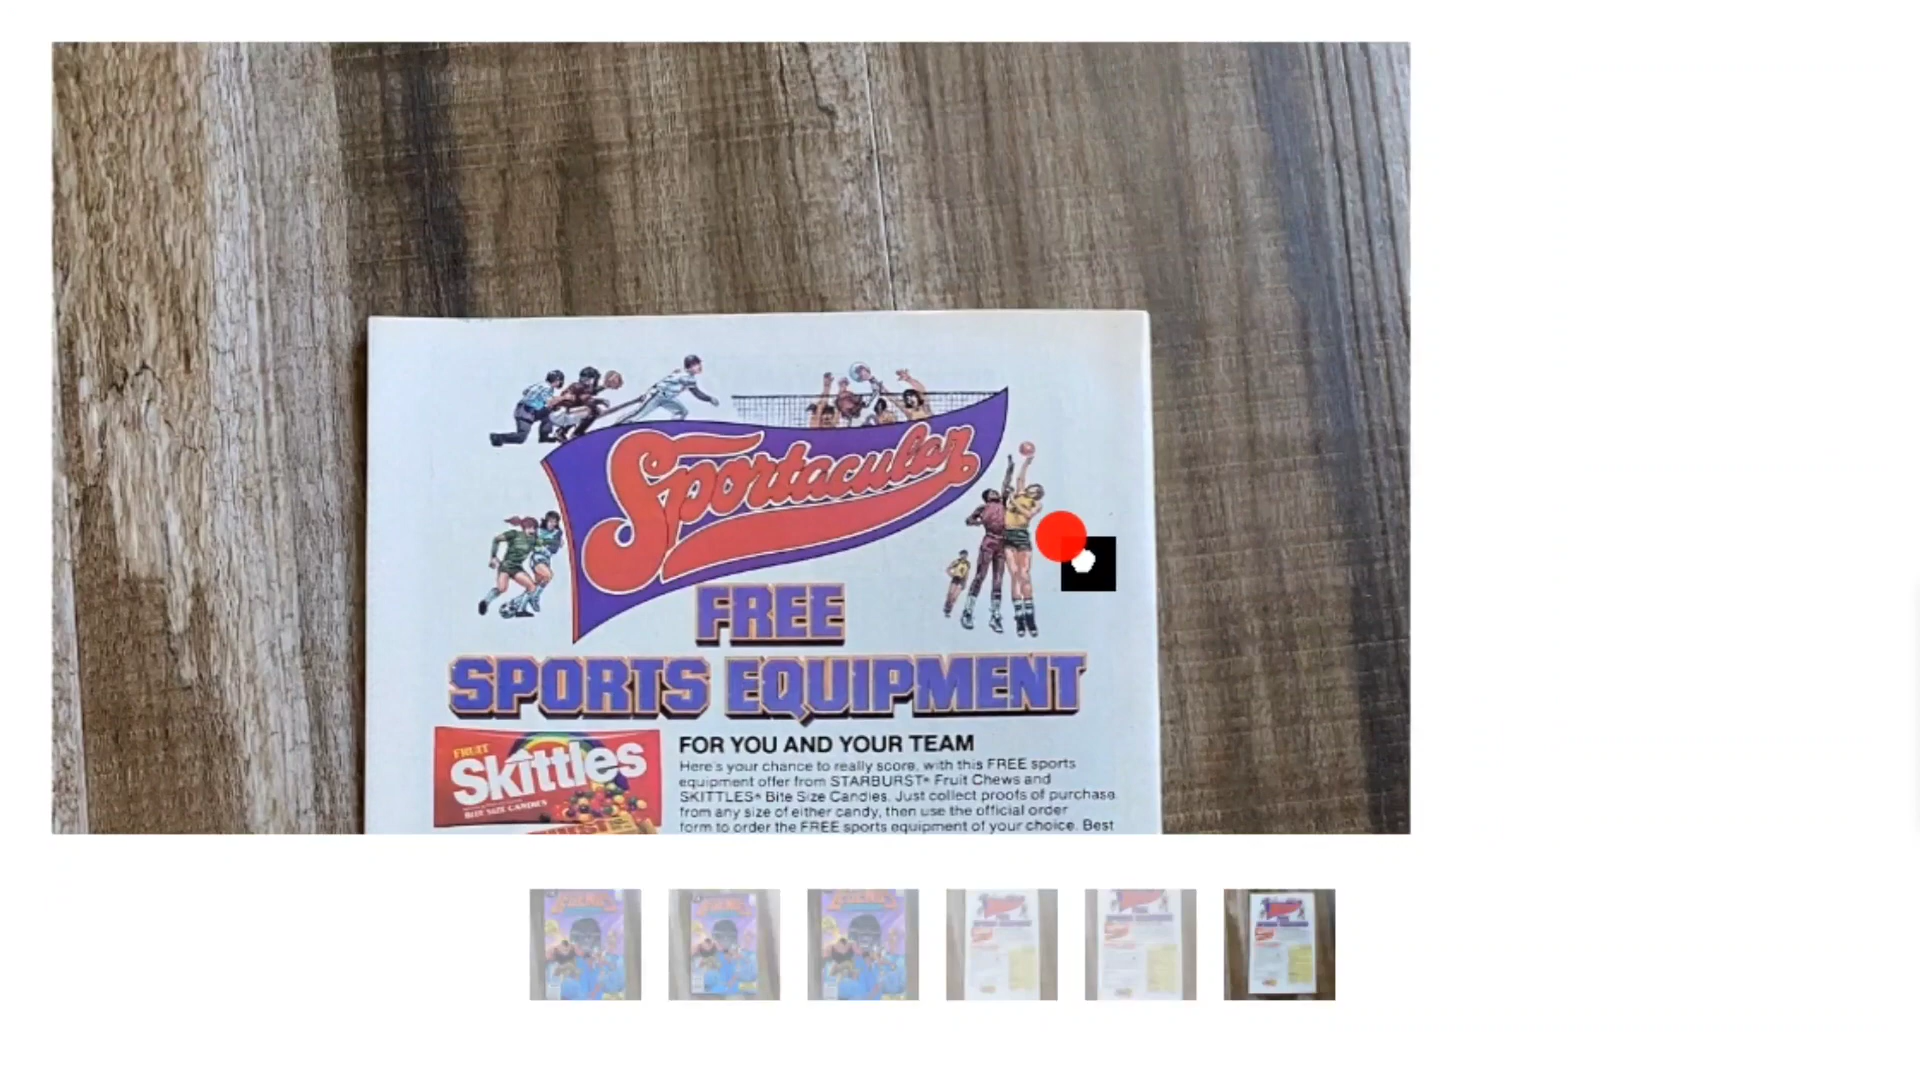 Sportacular
FREE
SPORTS EQUIPMENT
FRUIT
Skittles
BITE SIZE CANDIES
FOR YOU AND YOUR TEAM
Here's your chance to really score, with this FREE sports
equipment offer from STARBURST® Fruit Chews and
SKITTLES® Bite Size Candies. Just collect proofs of purchase
from any size of either candy, then use the official order
form to order the FREE sports equipment of your choice. Best